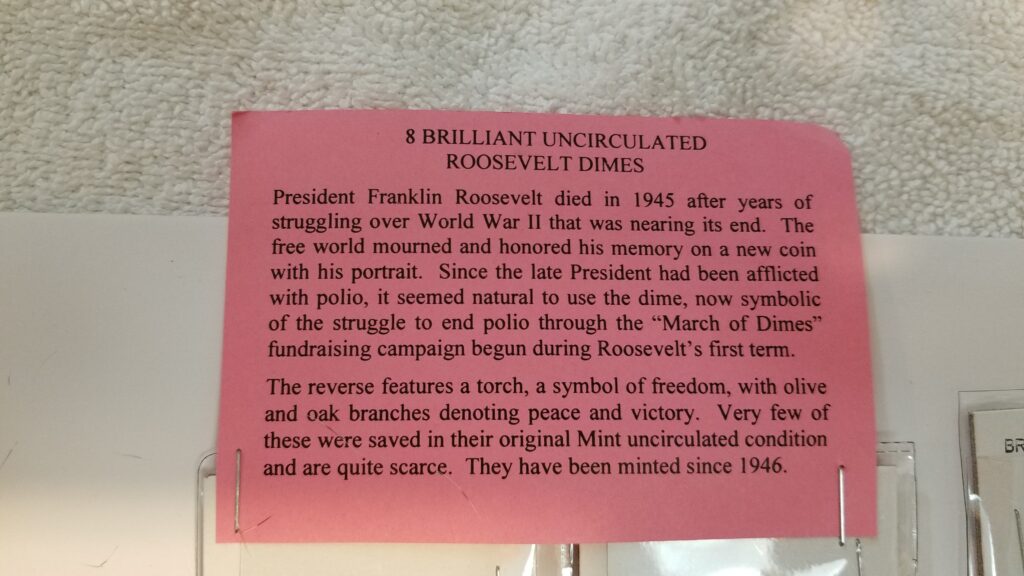 8 BRILLIANT UNCIRCULATED
ROOSEVELT DIMES
President Franklin Roosevelt died in 1945 after years of
struggling over World War II that was nearing its end. The
free world mourned and honored his memory on a new coin
with his portrait. Since the late President had been afflicted
with polio, it seemed natural to use the dime, now symbolic
of the struggle to end polio through the “March of Dimes”
fundraising campaign begun during Roosevelt’s first term.
The reverse features a torch, a symbol of freedom, with olive
and oak branches denoting peace and victory. Very few of
these were saved in their original Mint uncirculated condition
and are quite scarce. They have been minted since 1946.
BR